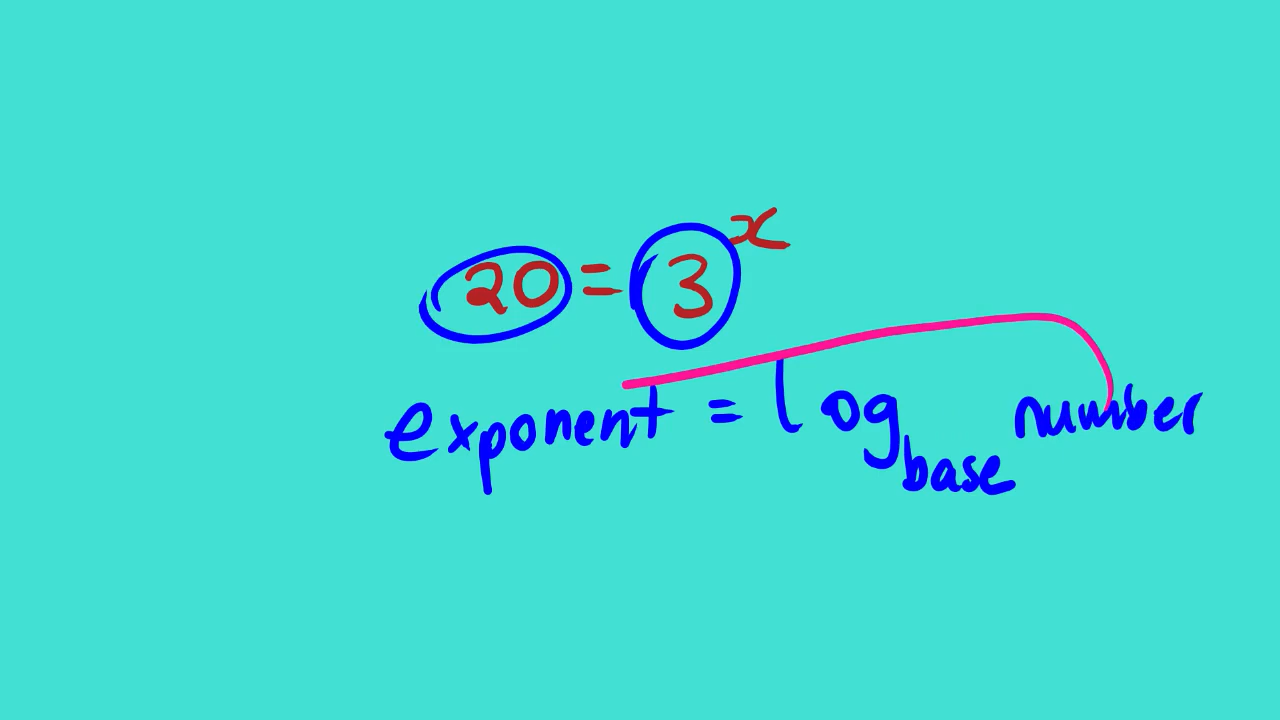 20 = 3^x
exponent = log_base number